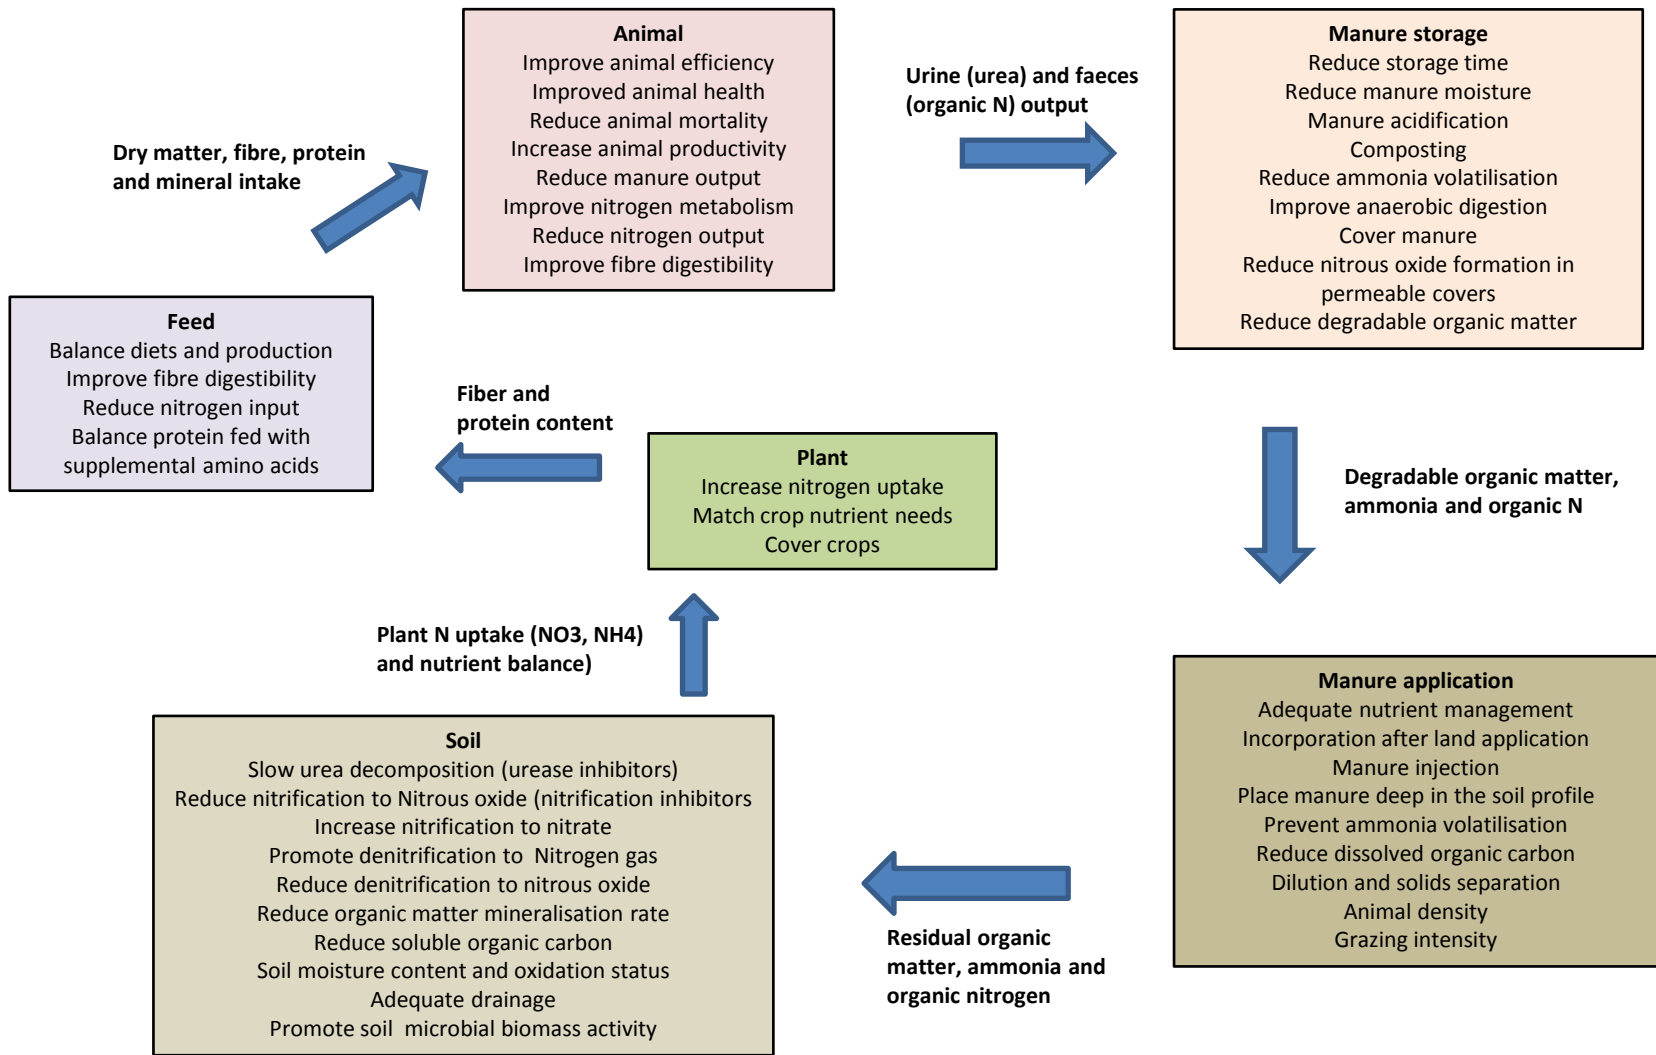 Animal
Improve animal efficiency
Improved animal health
Reduce animal mortality
Increase animal productivity
Reduce manure output
Improve nitrogen metabolism
Reduce nitrogen output
Improve fibre digestibility
Urine (urea) and faeces
(organic N) output
Manure storage
Reduce storage time
Reduce manure moisture
Manure acidification
Composting
Reduce ammonia volatilisation
Improve anaerobic digestion
Cover manure
Reduce nitrous oxide formation in
permeable covers
Reduce degradable organic matter
Dry matter, fibre, protein
and mineral intake
Feed
Balance diets and production
Improve fibre digestibility
Reduce nitrogen input
Balance protein fed with
supplemental amino acids
Fiber and
protein content
Plant
Increase nitrogen uptake
Match crop nutrient needs
Cover crops
Degradable organic matter,
ammonia and organic N
Plant N uptake (NO3, NH4)
and nutrient balance)
Manure application
Adequate nutrient management
Incorporation after land application
Manure injection
Place manure deep in the soil profile
Prevent ammonia volatilisation
Reduce dissolved organic carbon
Dilution and solids separation
Animal density
Grazing intensity
Soil
Slow urea decomposition (urease inhibitors)
Reduce nitrification to Nitrous oxide (nitrification inhibitors
Increase nitrification to nitrate
Promote denitrification to Nitrogen gas
Reduce denitrification to nitrous oxide
Reduce organic matter mineralisation rate
Reduce soluble organic carbon
Soil moisture content and oxidation status
Adequate drainage
Promote soil microbial biomass activity
Residual organic
matter, ammonia and
organic nitrogen